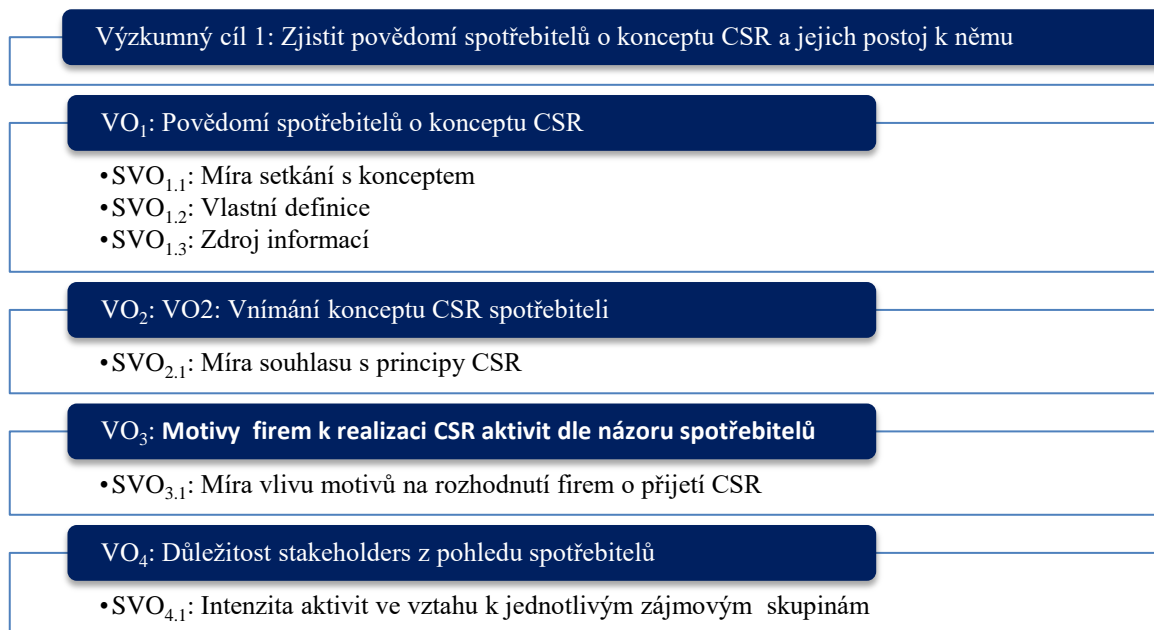 Výzkumný cíl 1: Zjistit povědomí spotřebitelů o konceptu CSR a jejich postoj k němu
VO₁: Povědomí spotřebitelů o konceptu CSR
•SVO₁.₁: Míra setkání s konceptem
•SVO₁.₂: Vlastní definice
•SVO₁.₃: Zdroj informací
VO₂: VO2: Vnímání konceptu CSR spotřebiteli
•SVO₂.₁: Míra souhlasu s principy CSR
VO₃: Motivy  firem k realizaci CSR aktivit dle názoru spotřebitelů
•SVO₃.₁: Míra vlivu motivů na rozhodnutí firem o přijetí CSR
VO₄: Důležitost stakeholders z pohledu spotřebitelů
•SVO₄.₁: Intenzita aktivit ve vztahu k jednotlivým zájmovým  skupinám